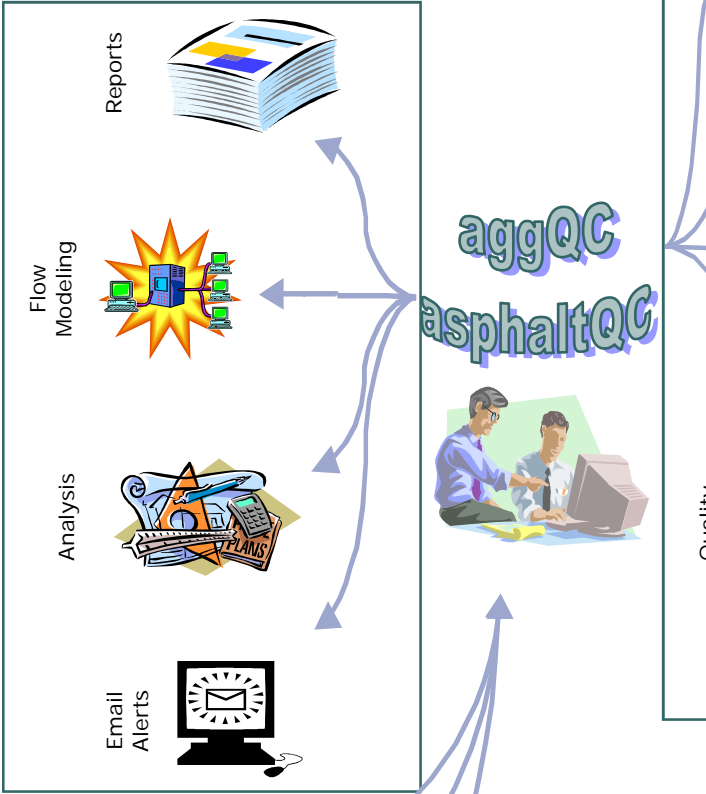 Reports
Flow
Modeling
Analysis
Email
Alerts
aggQC
asphaltQC
PLANS